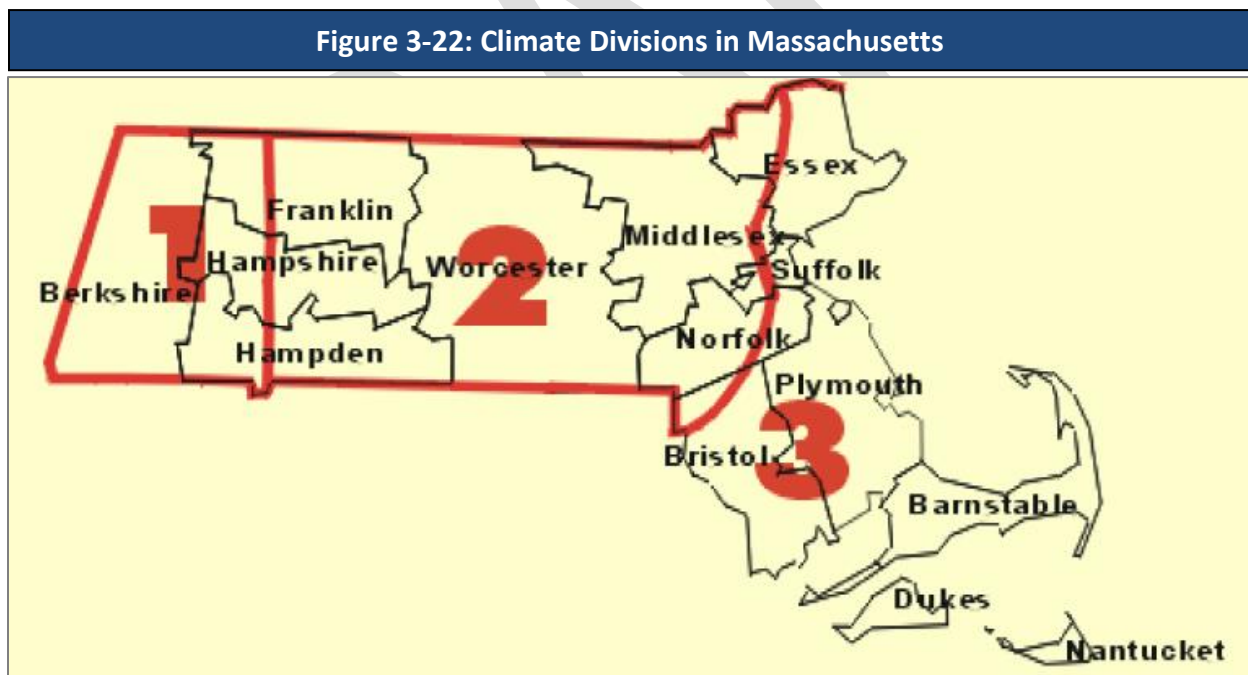 Figure 3-22: Climate Divisions in Massachusetts
Essex
Franklin
1
2
Middlesex
Hampshire
Worcester
Suffolk
Berkshire
Norfolk
Hampden
Plymouth
3
Bristol
Barnstable
Dukes
Nantucket